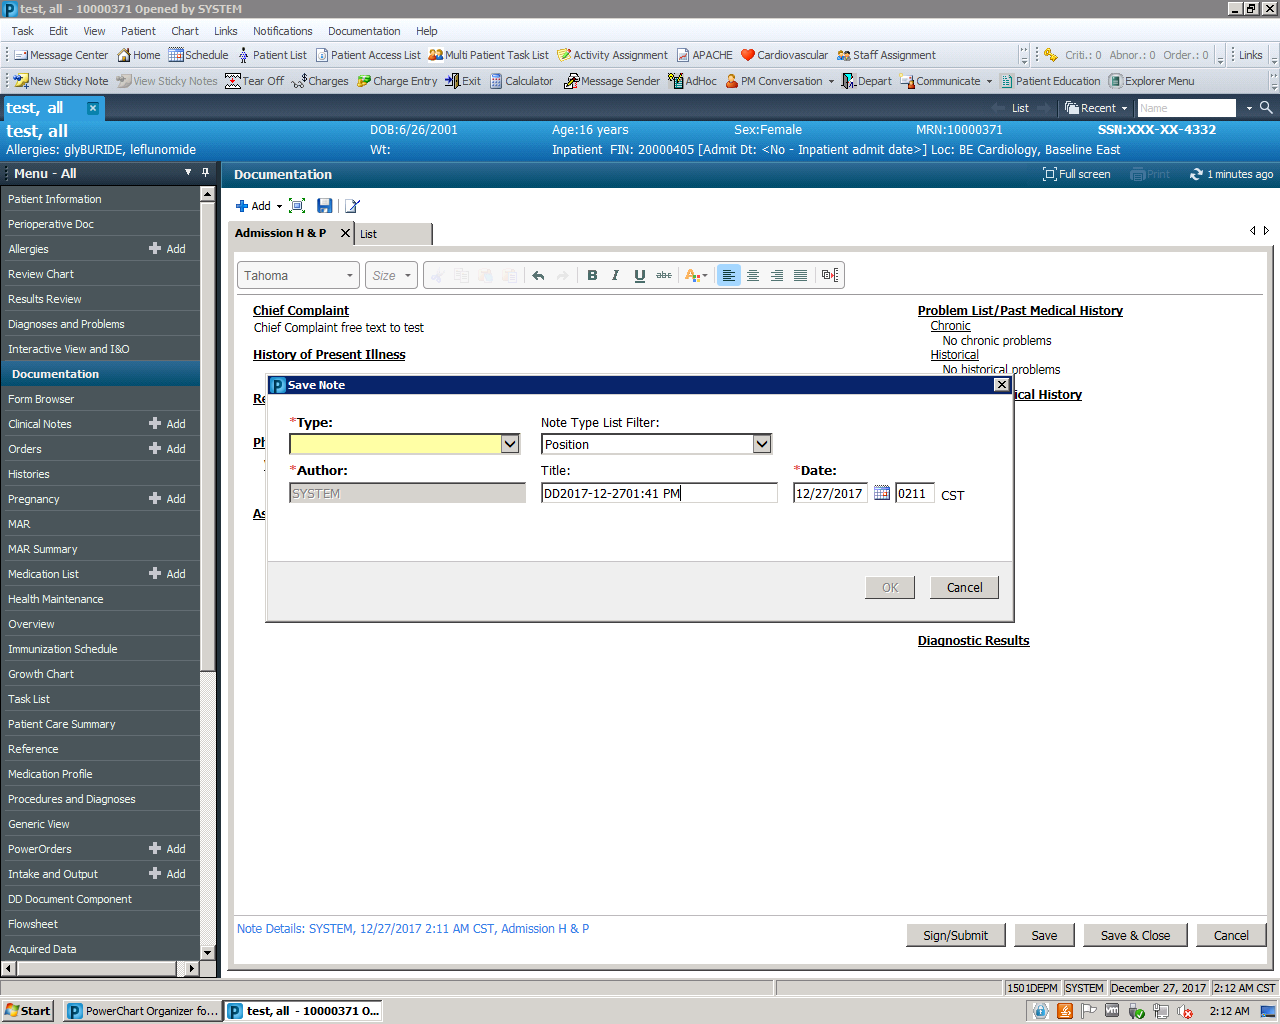 test, all - 10000371 Opened by SYSTEM
Task Edit View Patient Chart Links Notifications Documentation Help
Message Center Home Schedule Patient List Patient Access List Multi Patient Task List Activity Assignment APACHE Cardiovascular Staff Assignment Criti.: 0 Abnor.: 0 Order.: 0 Links
New Sticky Note View Sticky Notes Tear Off Charges Charge Entry Exit Calculator Message Sender AdHoc PM Conversation Depart Communicate Patient Education Explorer Menu
test, all List Recent Name
test, all DOB:6/26/2001 Age:16 years Sex:Female MRN:10000371 SSN:XXX-XX-4332
Allergies: glyBURIDE, leflunomide Wt: Inpatient FIN: 20000405 [Admit Dt: <No - Inpatient admit date>] Loc: BE Cardiology, Baseline East
Menu - All
Patient Information
Perioperative Doc
Allergies Add
Review Chart
Results Review
Diagnoses and Problems
Interactive View and I&O
Documentation
Form Browser
Clinical Notes Add
Orders Add
Histories
Pregnancy Add
MAR
MAR Summary
Medication List Add
Health Maintenance
Overview
Immunization Schedule
Growth Chart
Task List
Patient Care Summary
Reference
Medication Profile
Procedures and Diagnoses
Generic View
PowerOrders Add
Intake and Output Add
DD Document Component
Flowsheet
Acquired Data
Documentation Full screen Print 1 minutes ago
Add
Admission H & P List
Tahoma Size B I U abc A
Chief Complaint
Chief Complaint free text to test
History of Present Illness
Re
Ph
As
Problem List/Past Medical History
Chronic
No chronic problems
Historical
No historical problems
ical History
Diagnostic Results
Save Note
*Type: Note Type List Filter:
Position
*Author: Title: *Date:
SYSTEM DD2017-12-2701:41 PM 12/27/2017 0211 CST
OK Cancel
Note Details: SYSTEM, 12/27/2017 2:11 AM CST, Admission H & P
Sign/Submit Save Save & Close Cancel
1501DEPM SYSTEM December 27, 2017 2:12 AM CST
Start PowerChart Organizer fo... test, all - 10000371 O... 2:12 AM